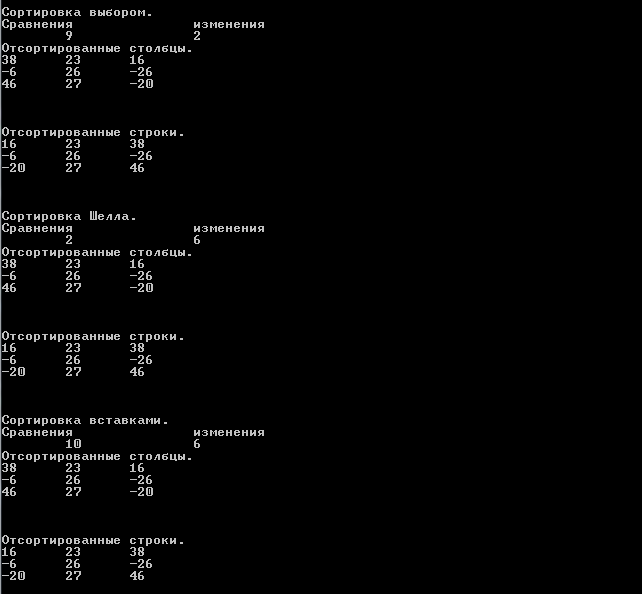 Сортировка выбором.
Сравнения изменения
9 2
Отсортированные столбцы.
38 23 16
-6 26 -26
46 27 -20
Отсортированные строки.
16 23 38
-6 26 -26
-20 27 46
Сортировка Шелла.
Сравнения изменения
2 6
Отсортированные столбцы.
38 23 16
-6 26 -26
46 27 -20
Отсортированные строки.
16 23 38
-6 26 -26
-20 27 46
Сортировка вставками.
Сравнения изменения
10 6
Отсортированные столбцы.
38 23 16
-6 26 -26
46 27 -20
Отсортированные строки.
16 23 38
-6 26 -26
-20 27 46